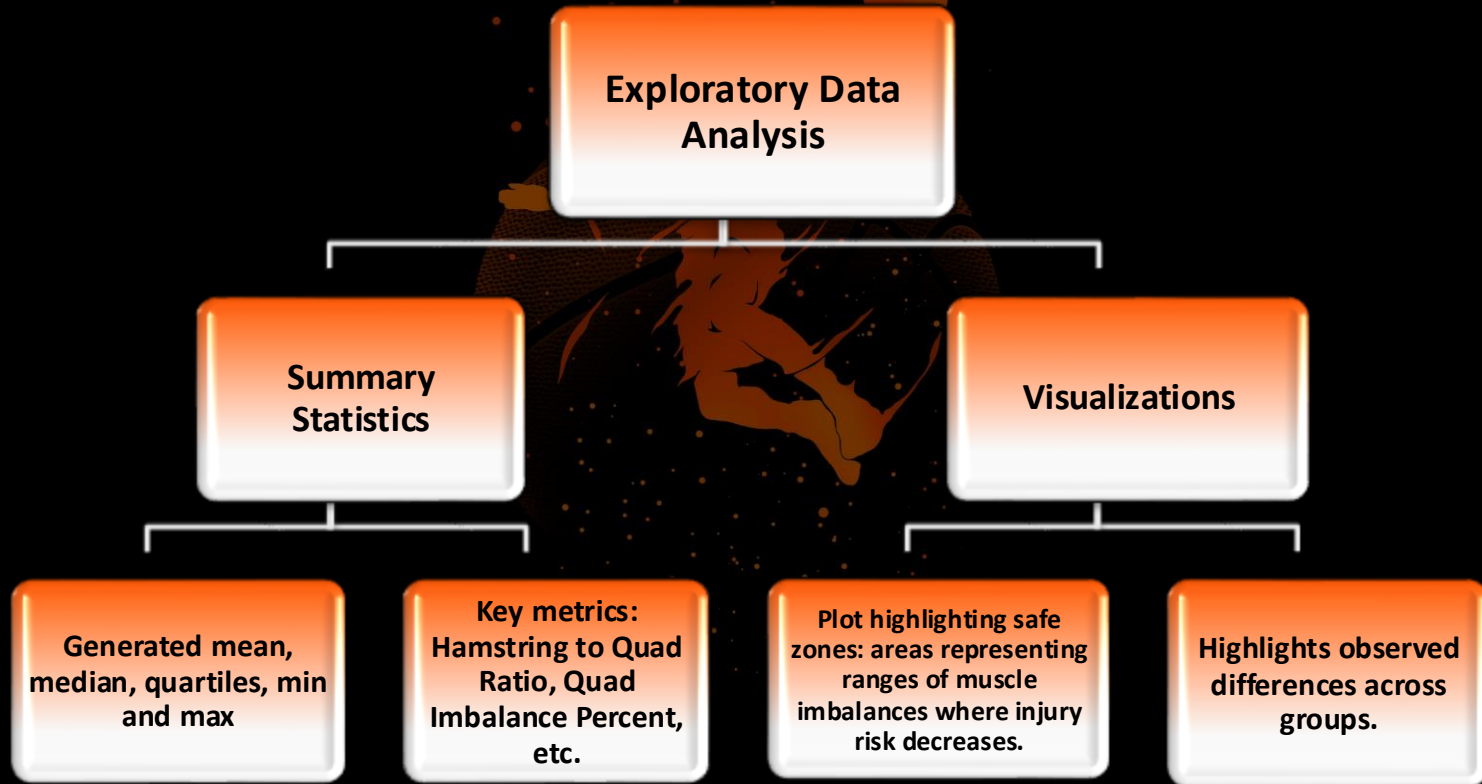 Exploratory Data
Analysis
Summary
Statistics
Visualizations
Generated mean,
median, quartiles, min
and max
Key metrics:
Hamstring to Quad
Ratio, Quad
Imbalance Percent,
etc.
Plot highlighting safe
zones: areas representing
ranges of muscle
imbalances where injury
risk decreases.
Highlights observed
differences across
groups.